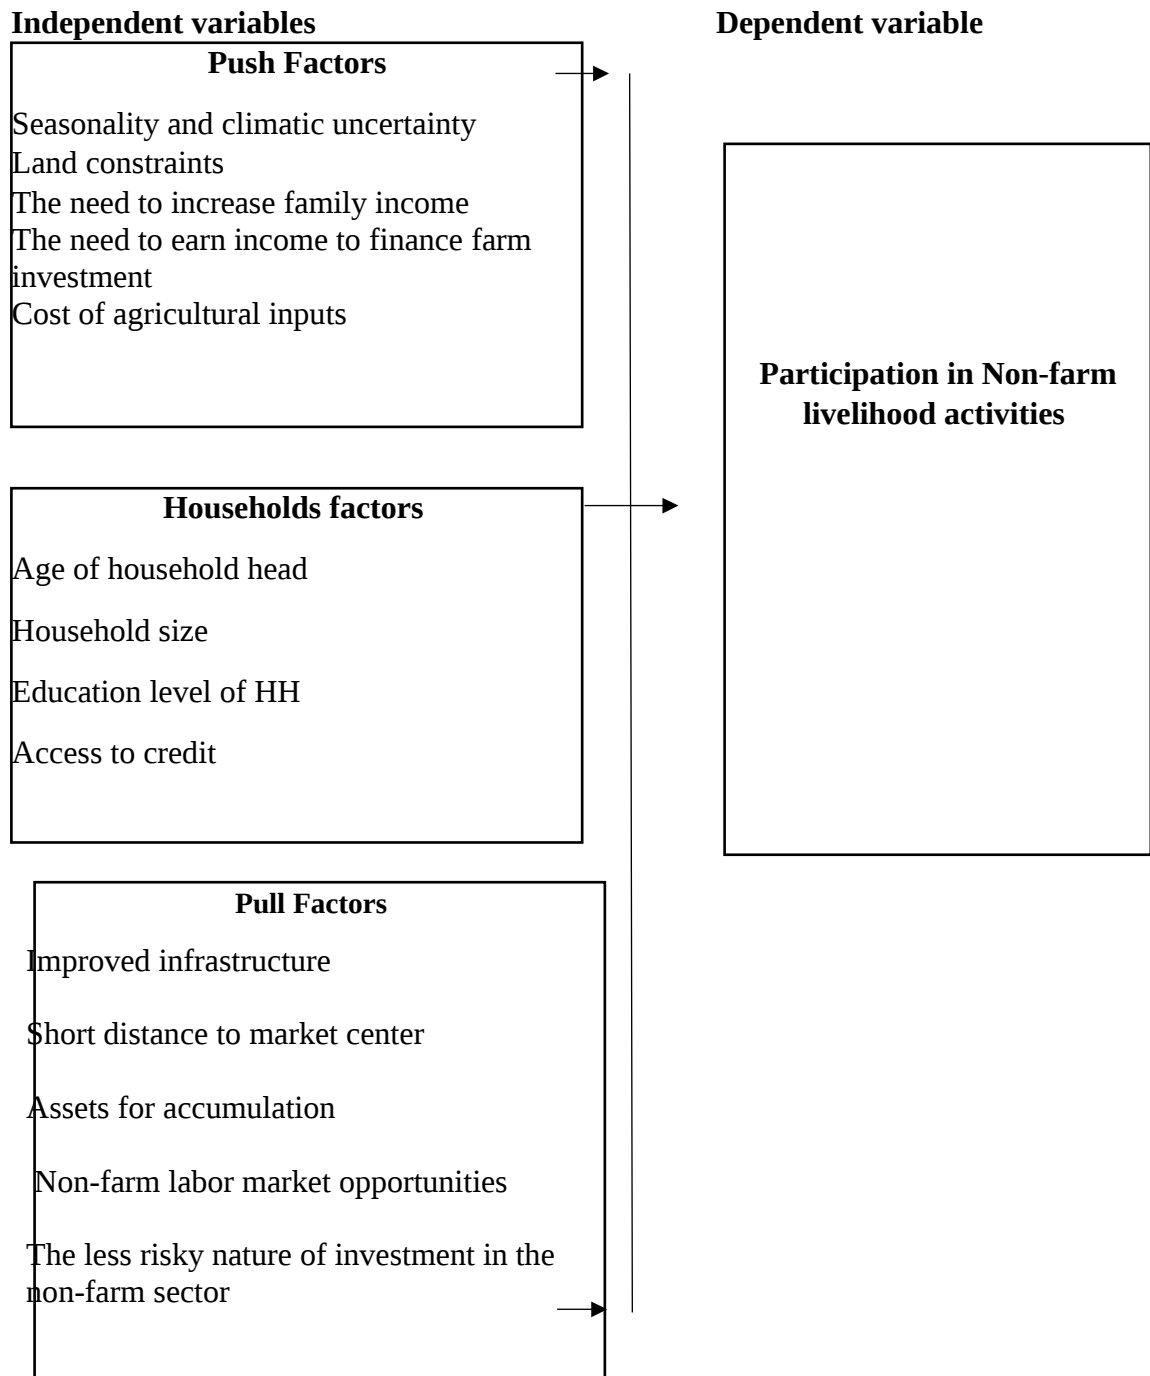 Independent variables
Dependent variable
Push Factors
Seasonality and climatic uncertainty
Land constraints
The need to increase family income
The need to earn income to finance farm
investment
Cost of agricultural inputs
Participation in Non-farm
livelihood activities
Households factors
Age of household head
Household size
Education level of HH
Access to credit
Pull Factors
Improved infrastructure
Short distance to market center
Assets for accumulation
Non-farm labor market opportunities
The less risky nature of investment in the
non-farm sector